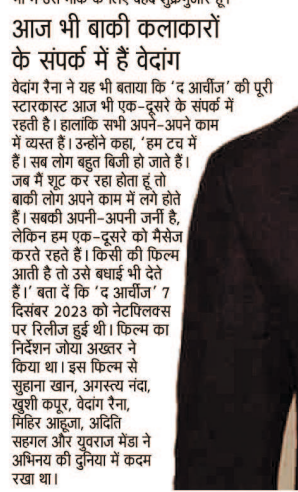 आज भी बाकी कलाकारों
के संपर्क में हैं वेदांग
वेदांग रैना ने यह भी बताया कि ‘द आर्चीज’ की पूरी
स्टारकास्ट आज भी एक-दूसरे के संपर्क में
रहती है। हालांकि सभी अपने-अपने काम
में व्यस्त हैं। उन्होंने कहा, ‘हम टच में
हैं। सब लोग बहुत बिजी हो जाते हैं।
जब मैं शूट कर रहा होता हूं तो
बाकी लोग अपने काम में लगे होते
हैं। सबकी अपनी-अपनी जर्नी है,
लेकिन हम एक-दूसरे को मैसेज
करते रहते हैं। किसी की फिल्म
आती है तो उसे बधाई भी देते
हैं।’ बता दें कि ‘द आर्चीज’ 7
दिसंबर 2023 को नेटफ्लिक्स
पर रिलीज हुई थी। फिल्म का
निर्देशन जोया अख्तर ने
किया था। इस फिल्म से
सुहाना खान, अगस्त्य नंदा,
खुशी कपूर, वेदांग रैना,
मिहिर आहूजा, अदिति
सहगल और युवराज मेंडा ने
अभिनय की दुनिया में कदम
रखा था।